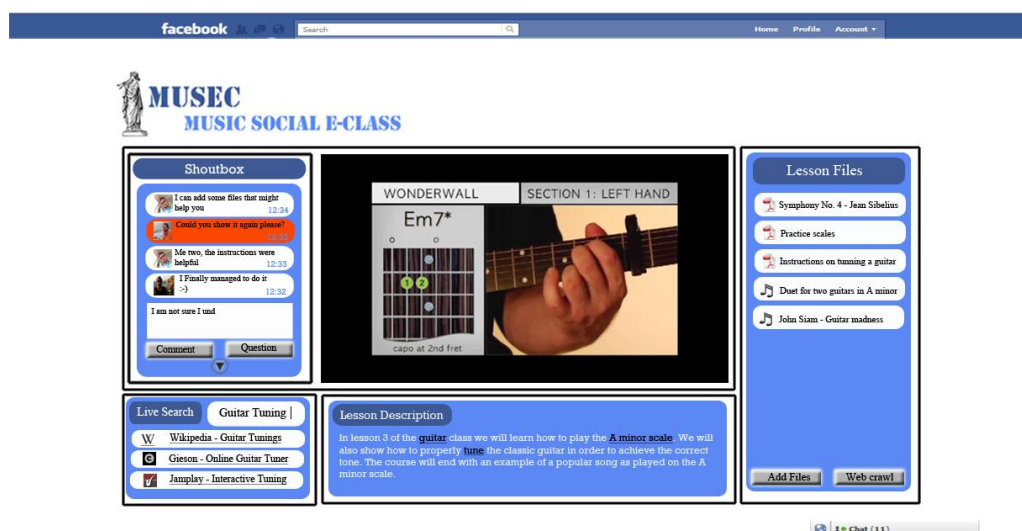 facebook
Search
Home Profile Account
MUSEC
MUSIC SOCIAL E-CLASS
Shoutbox
I can add some files that might
help you 12:34
Could you show it again please?
12:33
Me two, the instructions were
helpful 12:33
I Finally managed to do it
:-) 12:32
I am not sure I und
Comment Question
WONDERWALL SECTION 1: LEFT HAND
Em7*
o o
1 2
capo at 2nd fret
Lesson Files
Symphony No. 4 - Jean Sibelius
Practice scales
Instructions on tunning a guitar
Duet for two guitars in A minor
John Siam - Guitar madness
Add Files Web crawl
Live Search Guitar Tuning
W Wikipedia - Guitar Tunings
G Gieson - Online Guitar Tuner
Jamplay - Interactive Tuning
Lesson Description
In lesson 3 of the guitar class we will learn how to play the A minor scale. We will
also show how to properly tune the classic guitar in order to achieve the correct
tone. The course will end with an example of a popular song as played on the A
minor scale.
Chat (11)